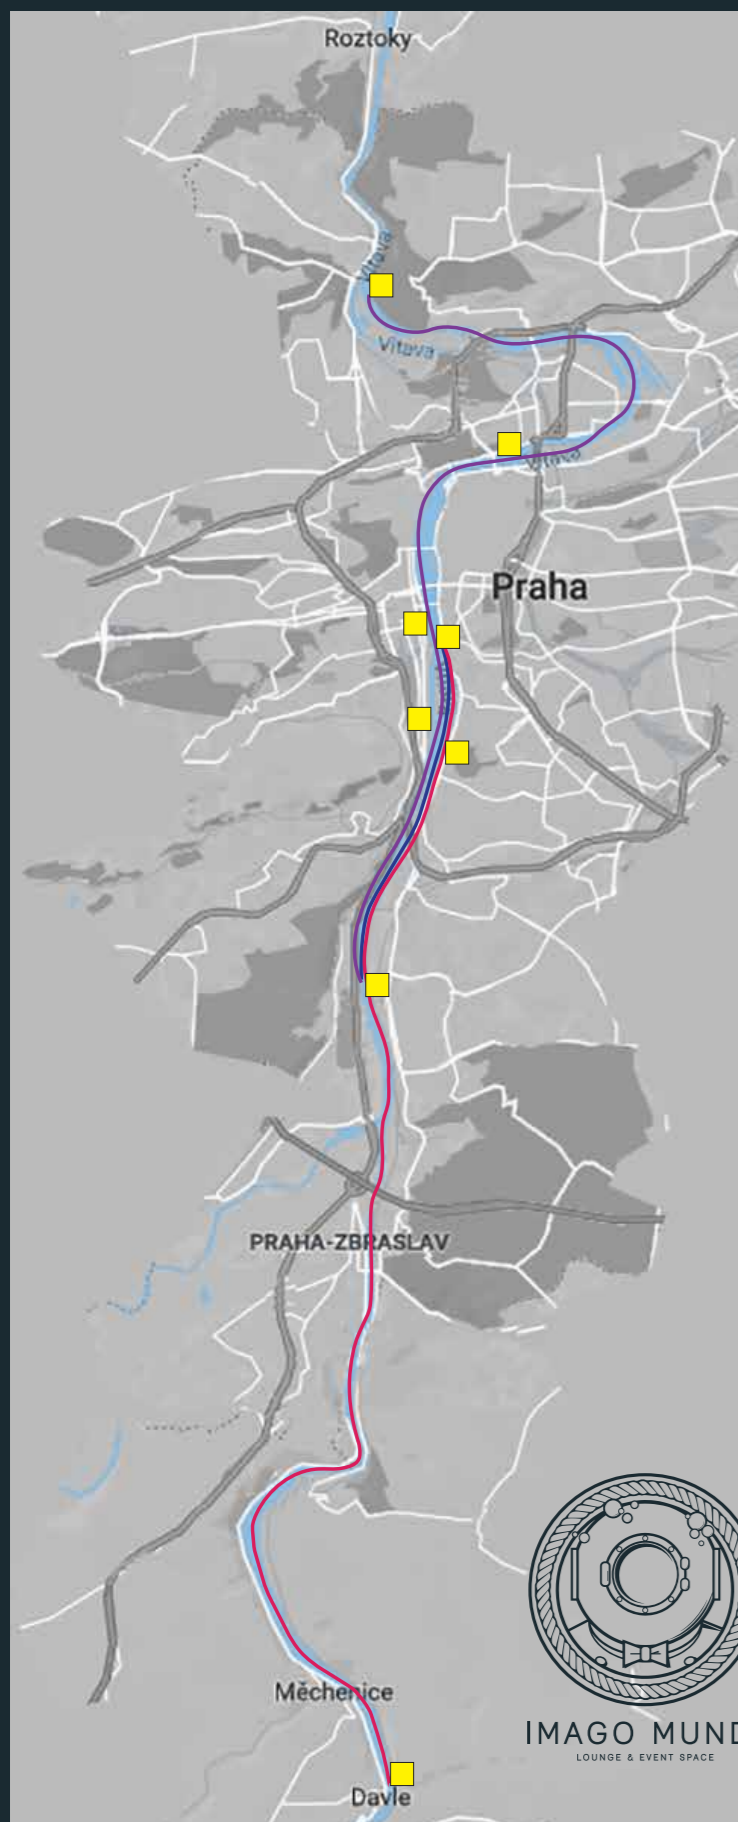 Roztoky
Vltava
Vltava
Vltava
Praha
PRAHA-ZBRASLAV
Měchenice
Davle
IMAGO MUND
LOUNGE & EVENT SPACE